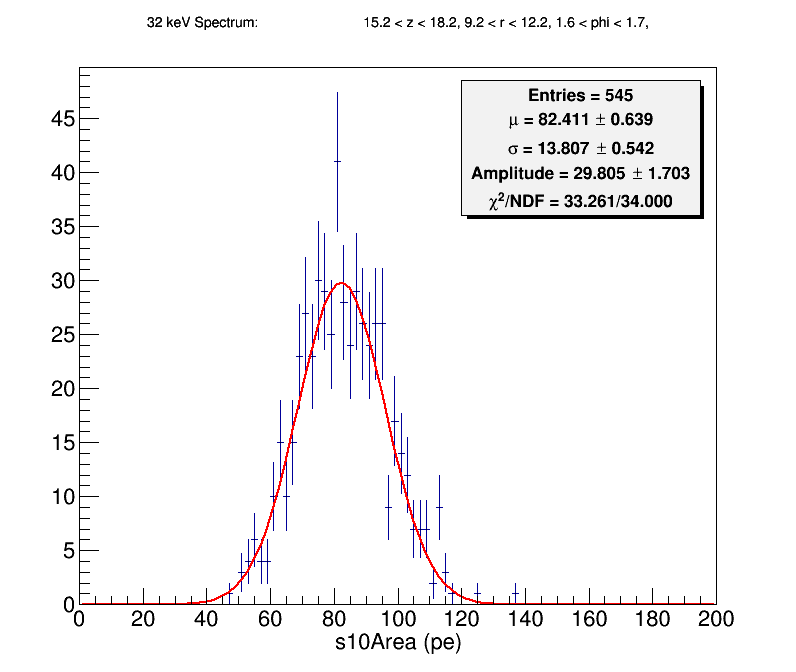 32 keV Spectrum: 15.2 < z < 18.2, 9.2 < r < 12.2, 1.6 < phi < 1.7,
Entries = 545
μ = 82.411 ± 0.639
σ = 13.807 ± 0.542
Amplitude = 29.805 ± 1.703
χ²/NDF = 33.261/34.000
45
40
35
30
25
20
15
10
5
0
0 20 40 60 80 100 120 140 160 180 200
s10Area (pe)